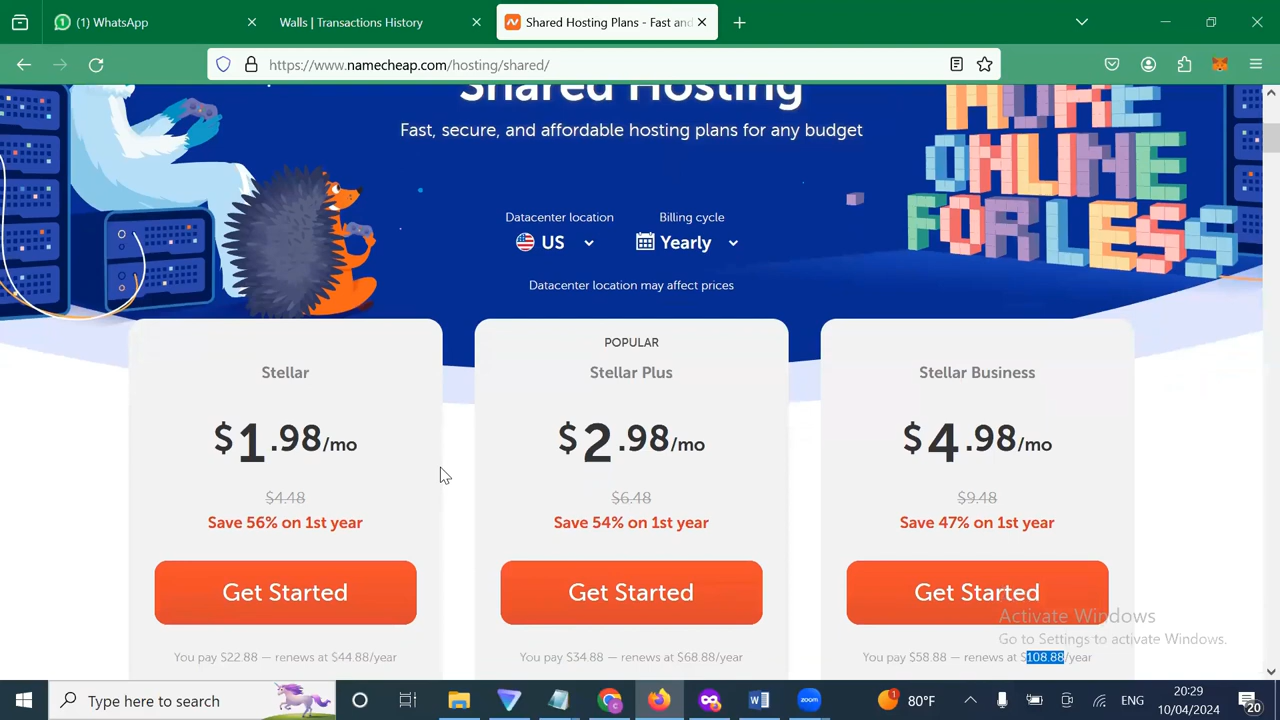 (1) WhatsApp
Walls | Transactions History
Shared Hosting Plans - Fast and
https://www.namecheap.com/hosting/shared/
Shared Hosting
Fast, secure, and affordable hosting plans for any budget
MORE
ONLINE
FOR LESS
Datacenter location
Billing cycle
US
Yearly
Datacenter location may affect prices
POPULAR
Stellar
Stellar Plus
Stellar Business
$1.98/mo
$2.98/mo
$4.98/mo
$4.48
$6.48
$9.48
Save 56% on 1st year
Save 54% on 1st year
Save 47% on 1st year
Get Started
Get Started
Get Started
Activate Windows
Go to Settings to activate Windows.
You pay $22.88 — renews at $44.88/year
You pay $34.88 — renews at $68.88/year
You pay $58.88 — renews at $108.88/year
Type here to search
zoom
1
80°F
ENG
20:29
10/04/2024
20